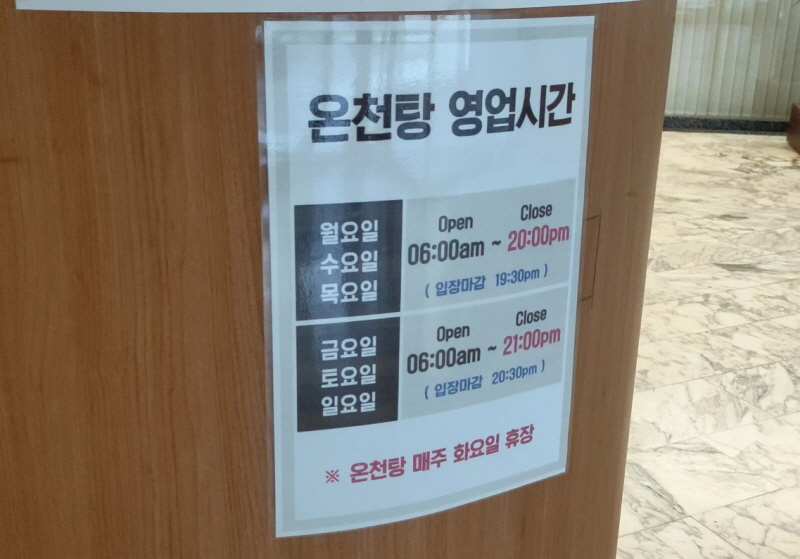 온천탕 영업시간
월요일
수요일
목요일
Open Close
06:00am ~ 20:00pm
( 입장마감 19:30pm )
금요일
토요일
일요일
Open Close
06:00am ~ 21:00pm
( 입장마감 20:30pm )
※ 온천탕 매주 화요일 휴장